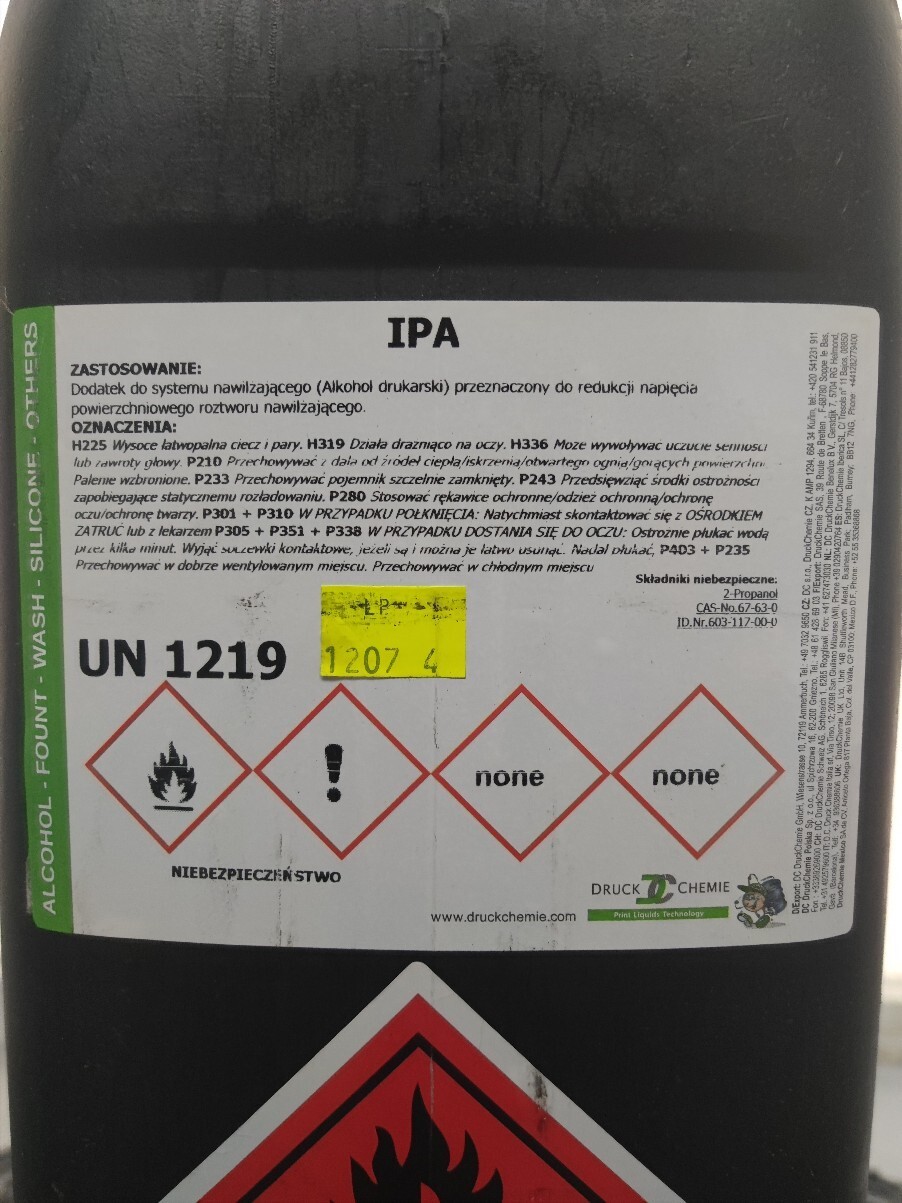 IPA
ZASTOSOWANIE:
Dodatek do systemu nawilzającego (Alkohol drukarski) przeznaczony do redukcji napięcia
powierzchniowego roztworu nawilżającego.
OZNACZENIA:
H225 Wysoce łatwopalna ciecz i pary. H319 Działa drazniąco na oczy. H336 Może wywoływac uczucie senności
lub zawroty głowy. P210 Przechowywać z dala od źródeł ciepła/iskrzenia/otwartego ognia/gorących powierzchni.
Palenie wzbronione. P233 Przechowywać pojemnik szczelnie zamknięty. P243 Przedsięwziąć środki ostrożności
zapobiegające statycznemu rozładowaniu. P280 Stosować rękawice ochronne/odzież ochronną/ochronę
oczu/ochronę twarzy. P301 + P310 W PRZYPADKU POŁKNIĘCIA: Natychmiast skontaktować się z OŚRODKIEM
ZATRUĆ lub z lekarzem P305 + P351 + P338 W PRZYPADKU DOSTANIA SIĘ DO OCZU: Ostroznie płukać wodą
przez kilka minut. Wyjąć soczewki kontaktowe, jeżeli są i można je łatwo usunąć. Nadal płukać, P403 + P235
Przechowywać w dobrze wentylowanym miejscu. Przechowywać w chłodnym miejscu
Składniki niebezpieczne:
2-Propanol
CAS-No.67-63-0
ID.Nr.603-117-00-0
UN 1219
LP
1207 4
none
none
NIEBEZPIECZEŃSTWO
DRUCK DC CHEMIE
Print Liquids Technology
www.druckchemie.com
ALCOHOL - FOUNT - WASH - SILICONE - OTHERS